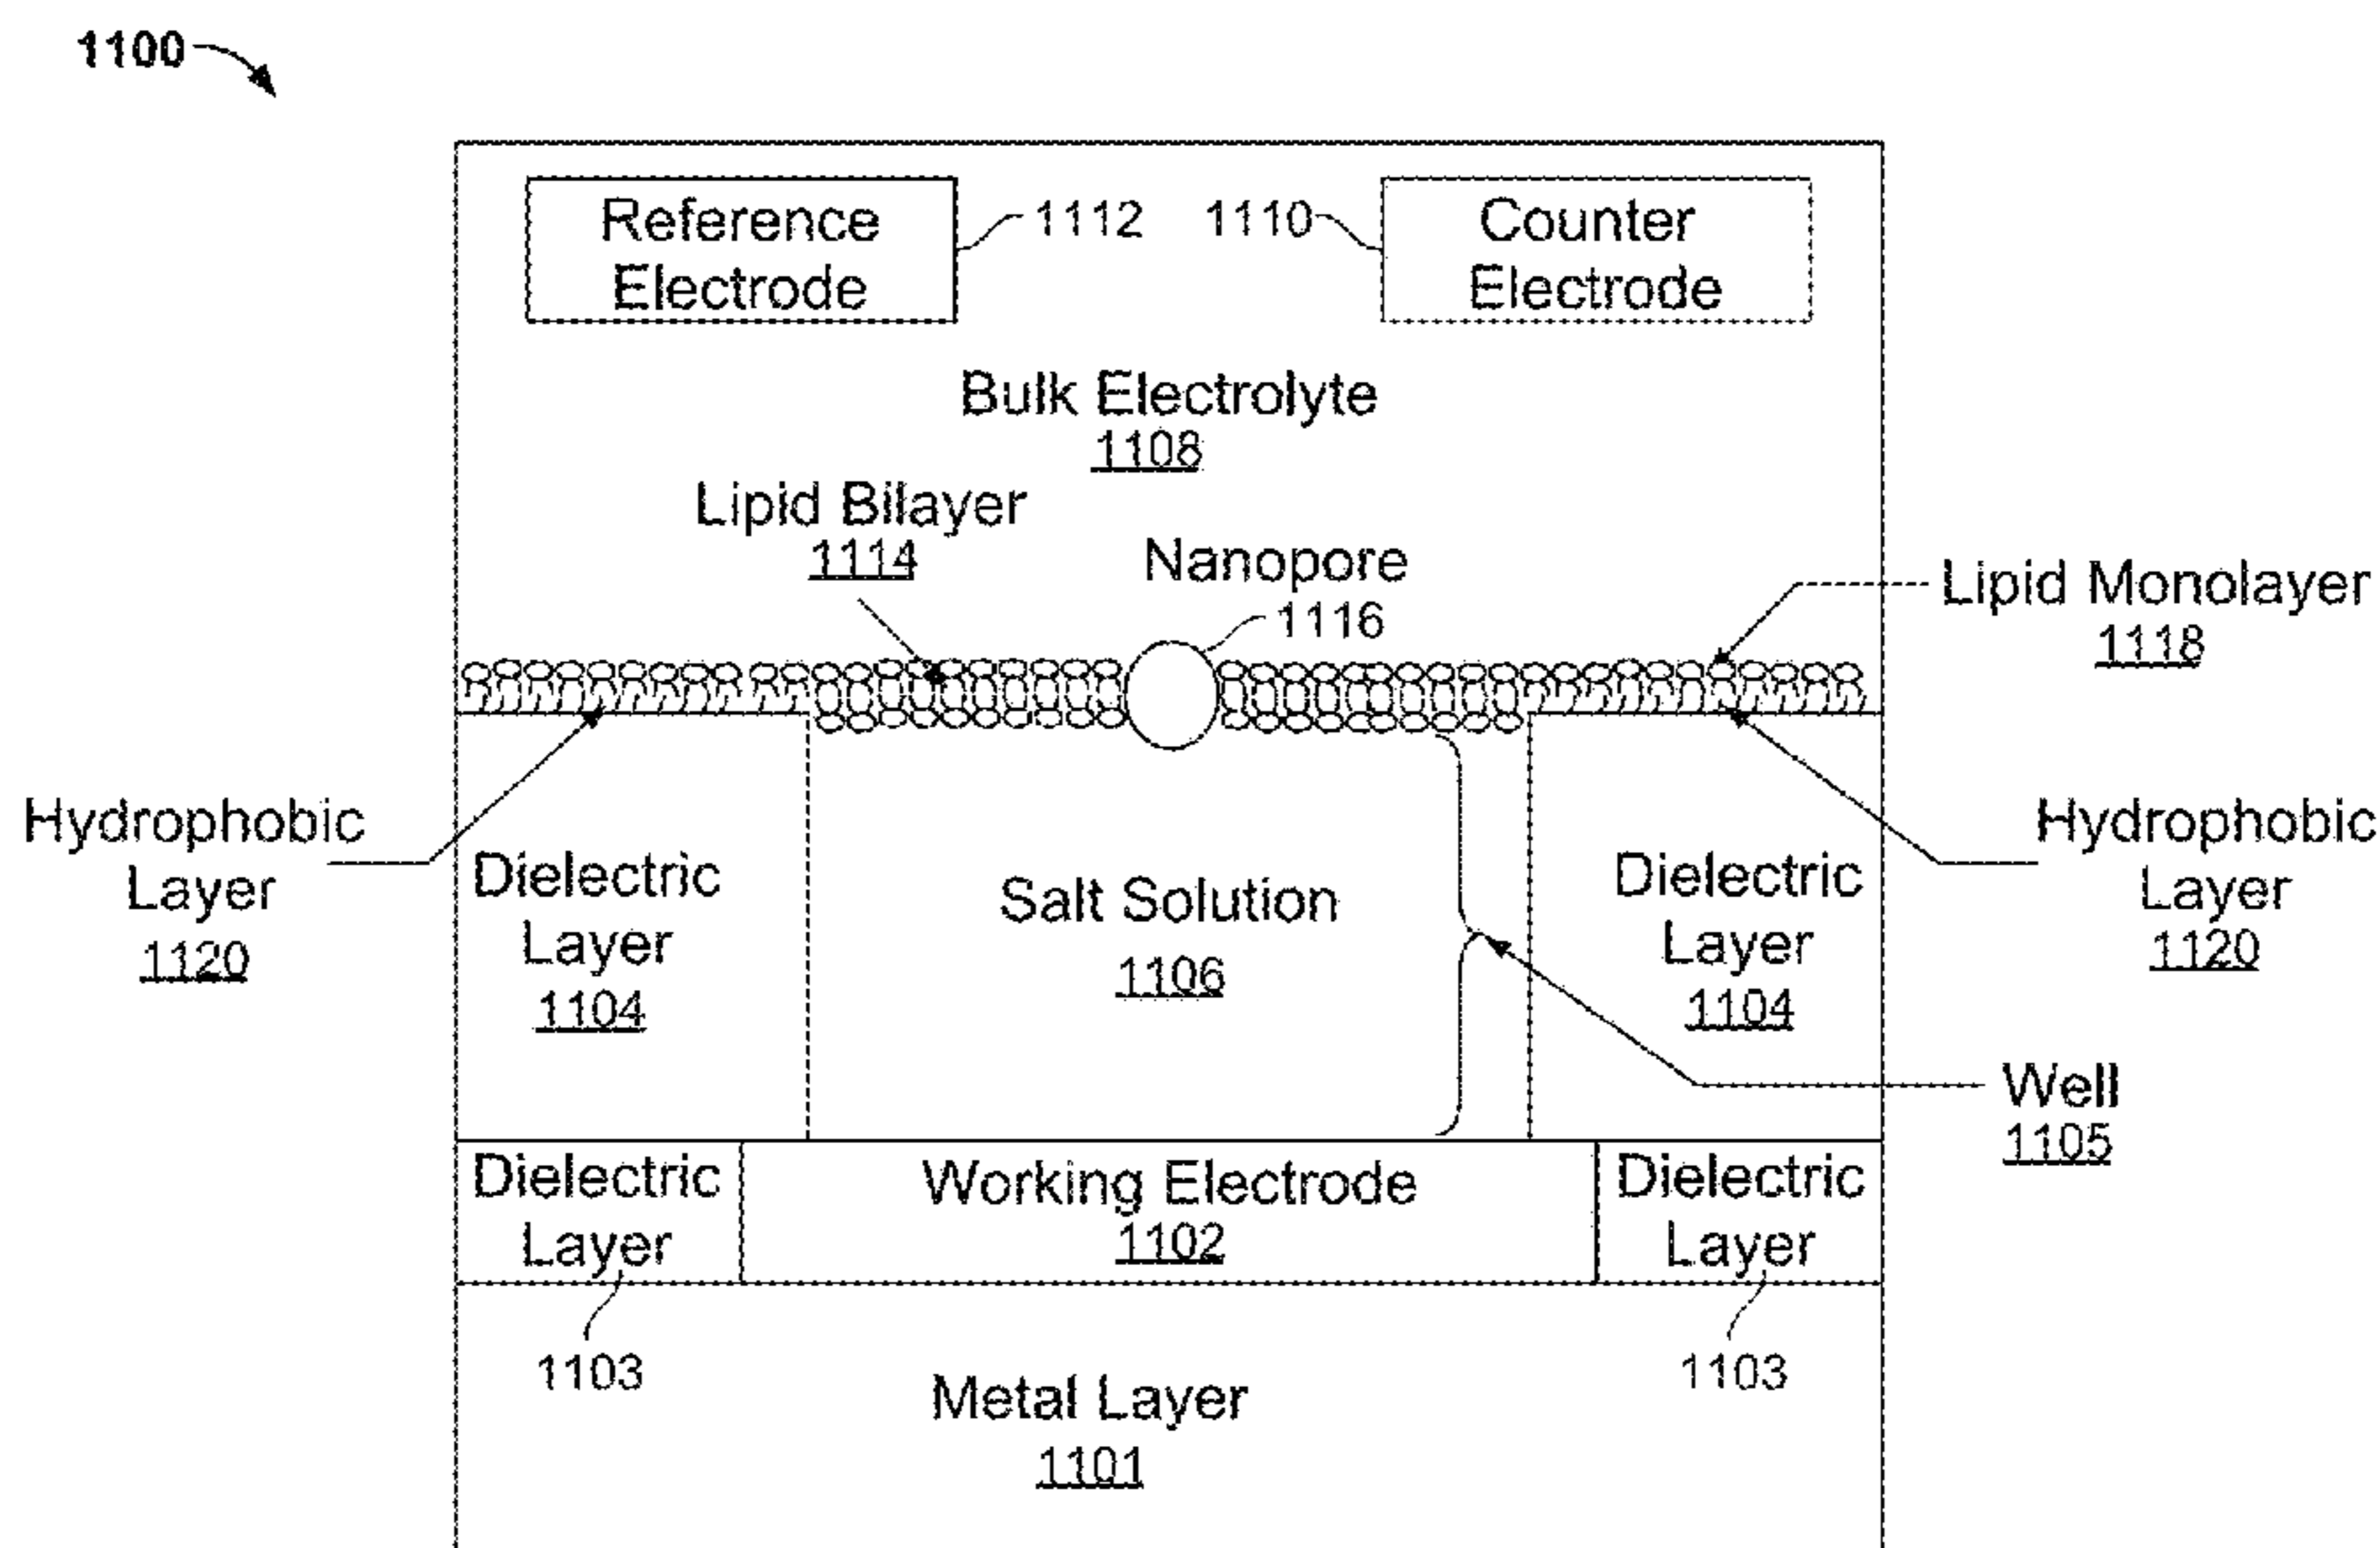 1100
Reference
Electrode
1112
1110
Counter
Electrode
Bulk Electrolyte
1108
Lipid Bilayer
1114
Nanopore
1116
Lipid Monolayer
1118
Hydrophobic
Layer
1120
Dielectric
Layer
1104
Salt Solution
1106
Dielectric
Layer
1104
Hydrophobic
Layer
1120
Well
1105
Dielectric
Layer
1103
Working Electrode
1102
Dielectric
Layer
1103
Metal Layer
1101